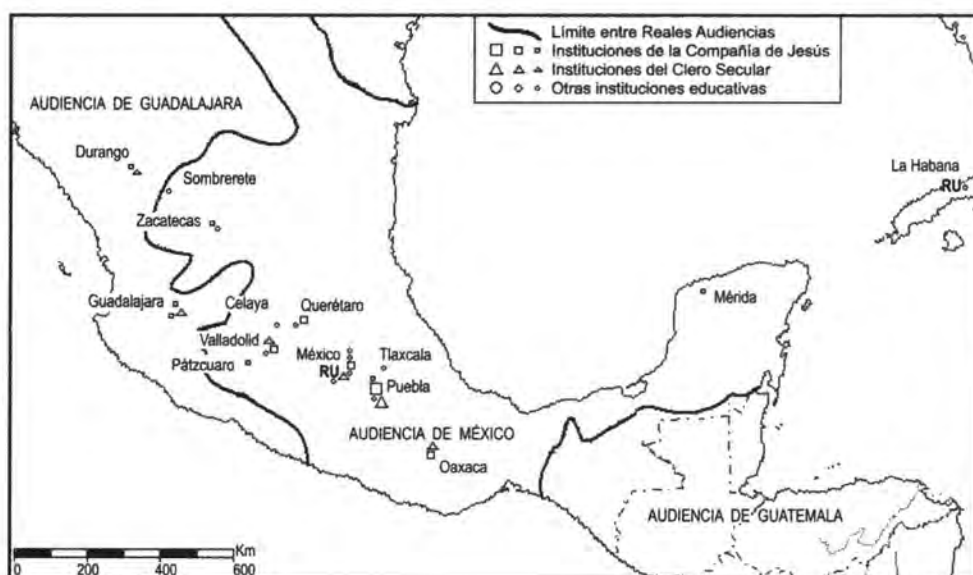 Límite entre Reales Audiencias
Instituciones de la Compañía de Jesús
Instituciones del Clero Secular
Otras instituciones educativas
AUDIENCIA DE GUADALAJARA
Durango
Sombrerete
La Habana
RU
Zacatecas
Mérida
Guadalajara
Celaya
Querétaro
Valladolid
México
Tlaxcala
Pátzcuaro
RU
Puebla
AUDIENCIA DE MÉXICO
Oaxaca
AUDIENCIA DE GUATEMALA
Km
0 200 400 600